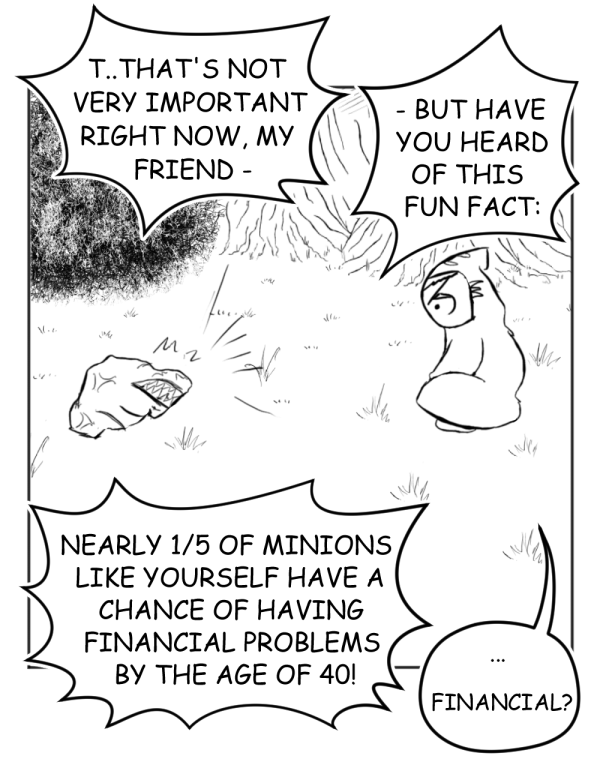 T..THAT'S NOT
VERY IMPORTANT
RIGHT NOW, MY
FRIEND -
- BUT HAVE
YOU HEARD
OF THIS
FUN FACT:
NEARLY 1/5 OF MINIONS
LIKE YOURSELF HAVE A
CHANCE OF HAVING
FINANCIAL PROBLEMS
BY THE AGE OF 40!
...
FINANCIAL?